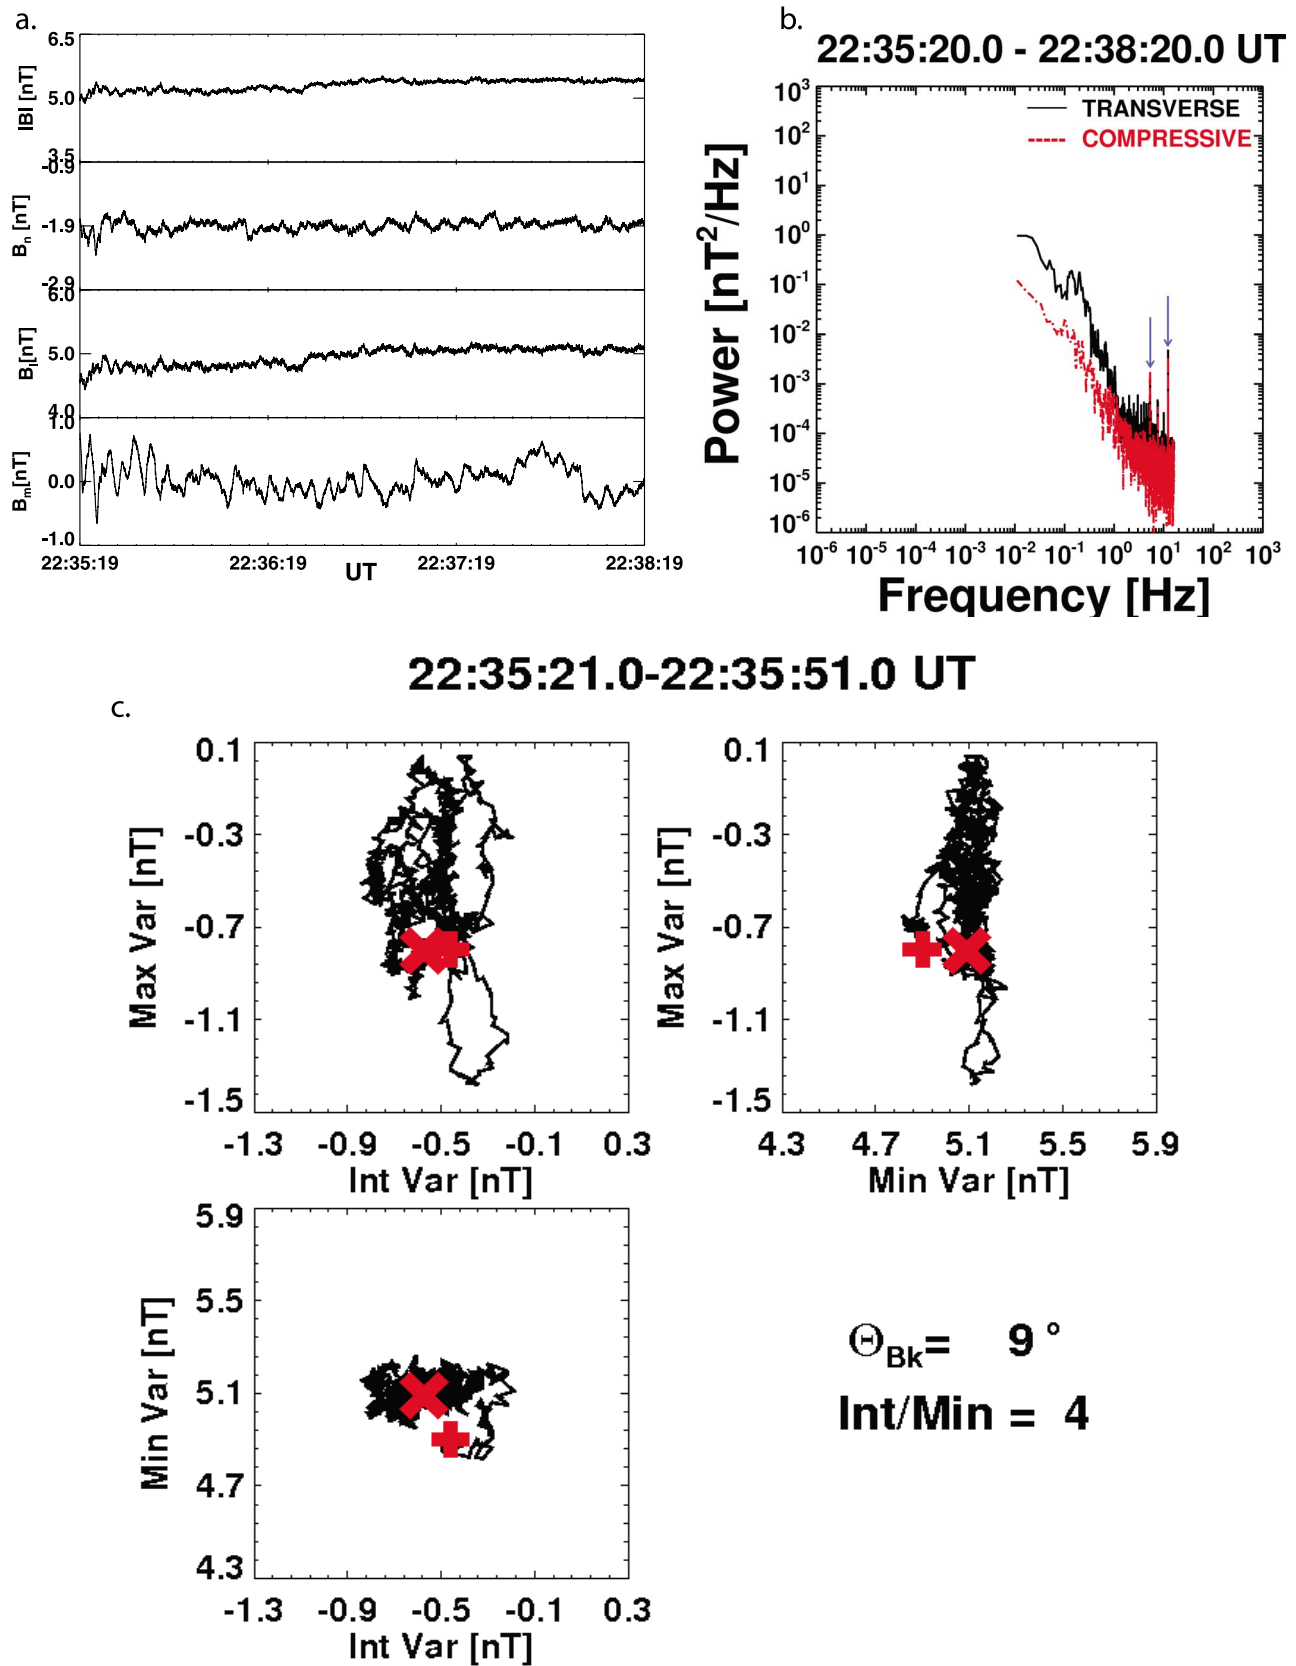 a.
6.5
5.0
3.5
|B| [nT]
-0.9
-1.9
-2.9
Bn [nT]
6.0
5.0
4.0
Bl[nT]
1.0
0.0
-1.0
Bm[nT]
22:35:19 22:36:19 22:37:19 22:38:19
UT
b.
22:35:20.0 - 22:38:20.0 UT
TRANSVERSE
COMPRESSIVE
10^3
10^2
10^1
10^0
10^-1
10^-2
10^-3
10^-4
10^-5
10^-6
Power [nT^2/Hz]
10^-6 10^-5 10^-4 10^-3 10^-2 10^-1 10^0 10^1 10^2 10^3
Frequency [Hz]
22:35:21.0-22:35:51.0 UT
c.
0.1
-0.3
-0.7
-1.1
-1.5
Max Var [nT]
-1.3 -0.9 -0.5 -0.1 0.3
Int Var [nT]
0.1
-0.3
-0.7
-1.1
-1.5
Max Var [nT]
4.3 4.7 5.1 5.5 5.9
Min Var [nT]
5.9
5.5
5.1
4.7
4.3
Min Var [nT]
-1.3 -0.9 -0.5 -0.1 0.3
Int Var [nT]
ΘBk= 9°
Int/Min = 4